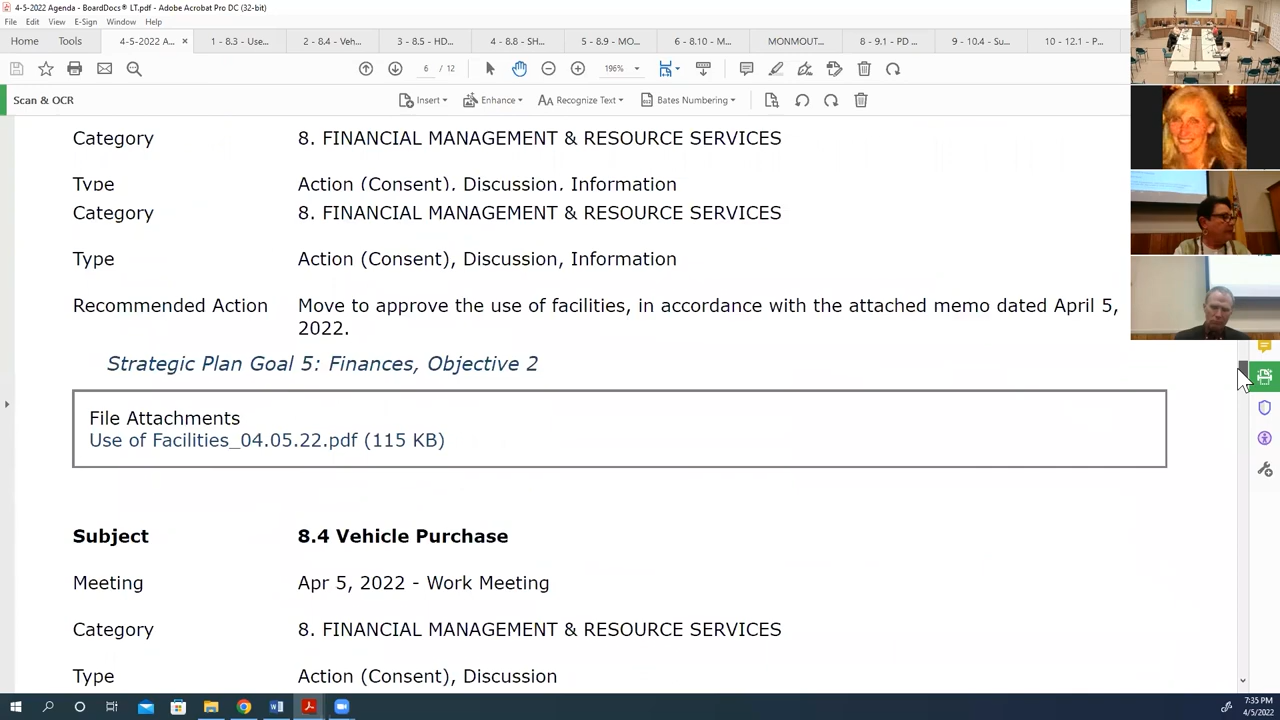 4-5-2022 Agenda - BoardDocs® LT.pdf - Adobe Acrobat Pro DC (32-bit)
File Edit View E-Sign Window Help
Home Tools 4-5-2022 A... × 1 - 8.3 - Use... 2 - 8.4 - Veh... 3 - 8.5 - HD... 4 - 8.8 - CH... 5 - 8.9 - MO... 6 - 8.10 - M... MONMOUT... 8 - 9.1 - PD ... 10.4 - Su... 10 - 12.1 - P...
6 / 12 196%
Scan & OCR Insert Enhance Recognize Text Bates Numbering
Category 8. FINANCIAL MANAGEMENT & RESOURCE SERVICES
Type Action (Consent), Discussion, Information
Category 8. FINANCIAL MANAGEMENT & RESOURCE SERVICES
Type Action (Consent), Discussion, Information
Recommended Action Move to approve the use of facilities, in accordance with the attached memo dated April 5,
2022.
Strategic Plan Goal 5: Finances, Objective 2
File Attachments
Use of Facilities_04.05.22.pdf (115 KB)
Subject 8.4 Vehicle Purchase
Meeting Apr 5, 2022 - Work Meeting
Category 8. FINANCIAL MANAGEMENT & RESOURCE SERVICES
Type Action (Consent), Discussion
7:35 PM
4/5/2022